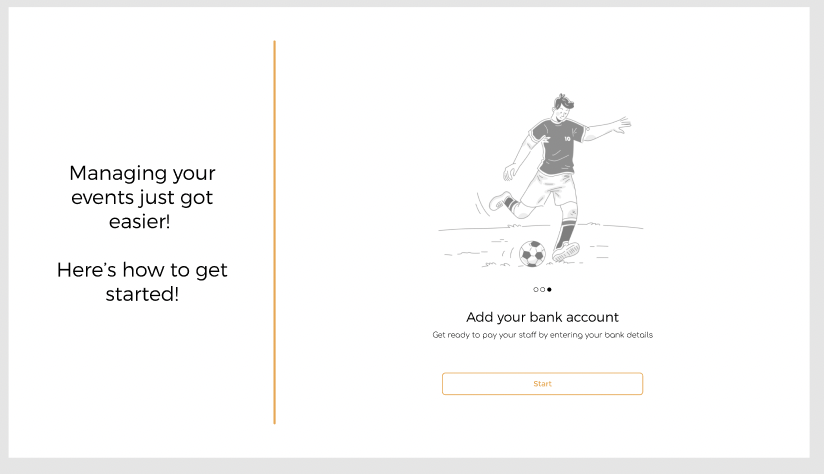 Managing your
events just got
easier!
Here's how to get
started!
10
Add your bank account
Get ready to pay your staff by entering your bank details
Start